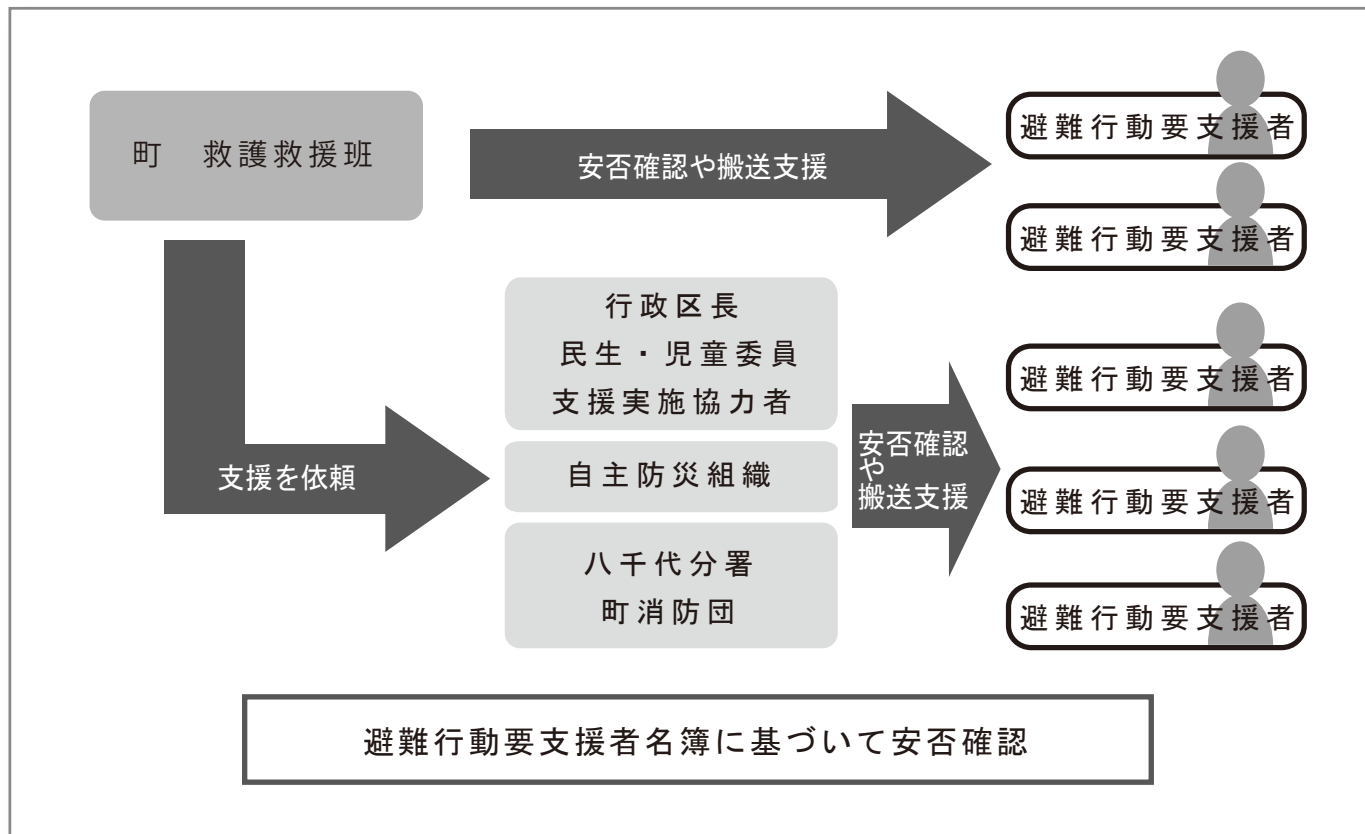 町　救護救援班
安否確認や搬送支援
避難行動要支援者
避難行動要支援者
支援を依頼
行政区長
民生・児童委員
支援実施協力者
自主防災組織
八千代分署
町消防団
安否確認
や
搬送支援
避難行動要支援者
避難行動要支援者
避難行動要支援者
避難行動要支援者名簿に基づいて安否確認